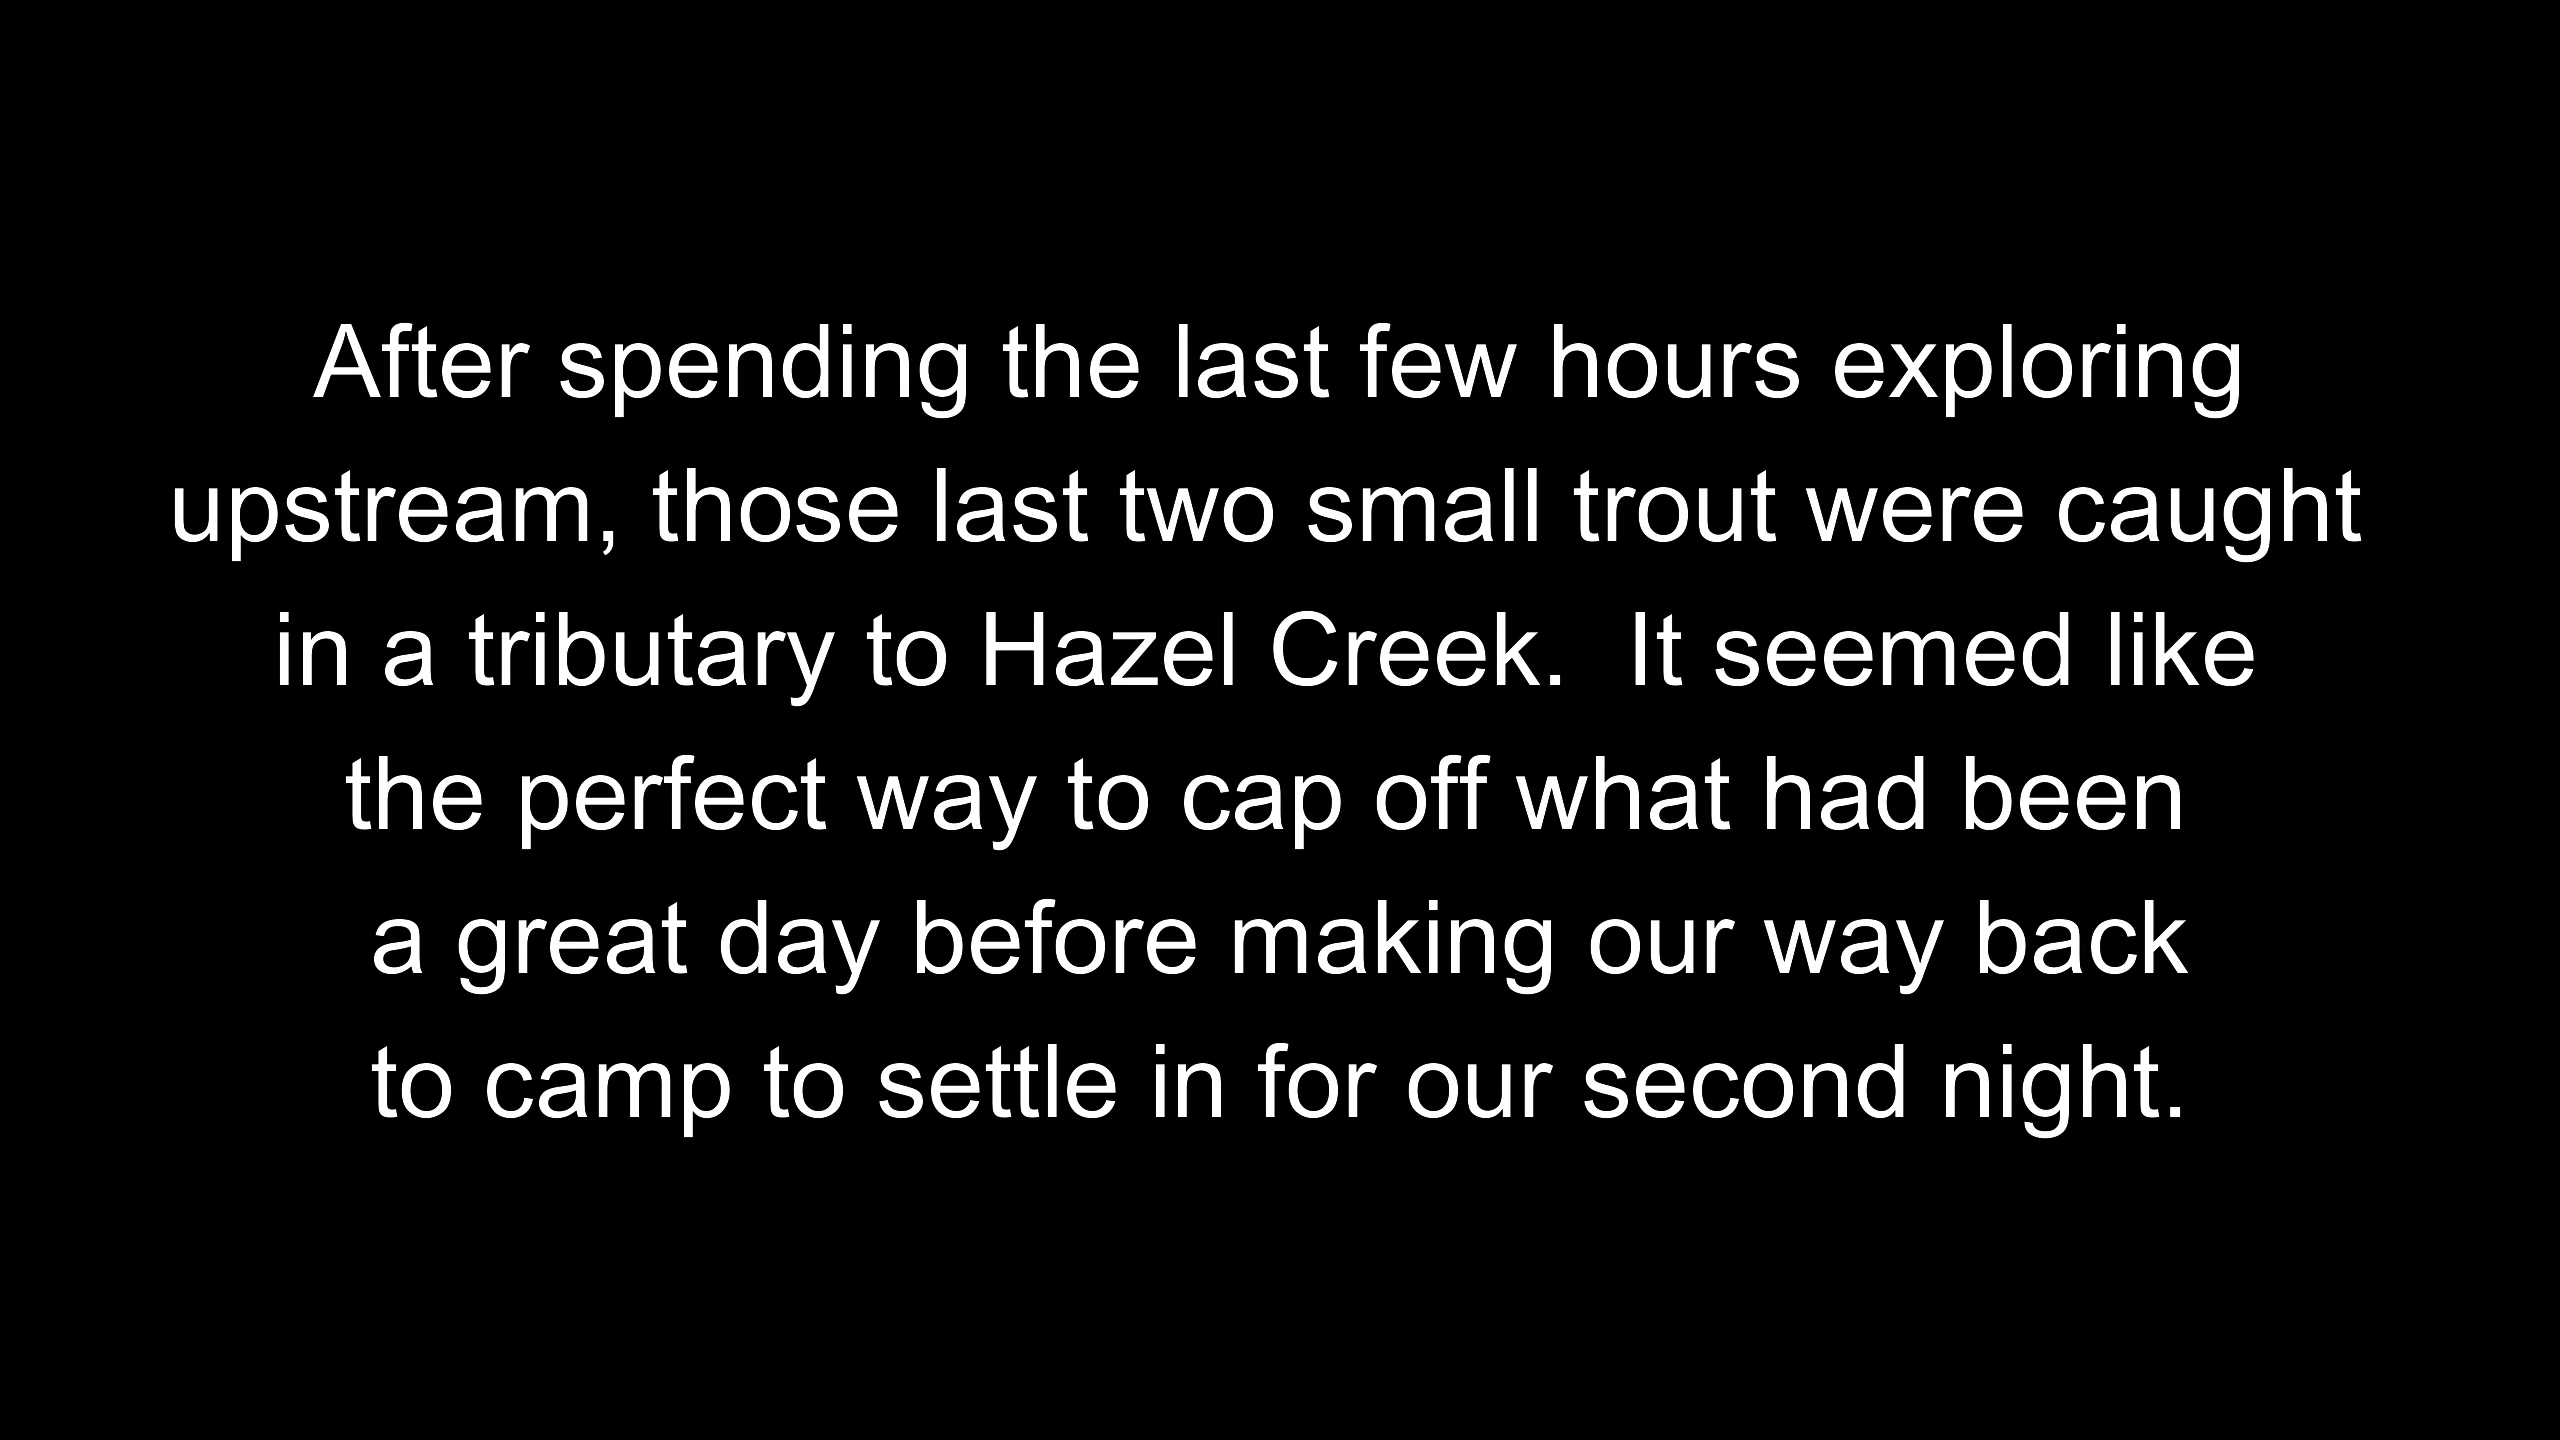 After spending the last few hours exploring
upstream, those last two small trout were caught
in a tributary to Hazel Creek.  It seemed like
the perfect way to cap off what had been
a great day before making our way back
to camp to settle in for our second night.